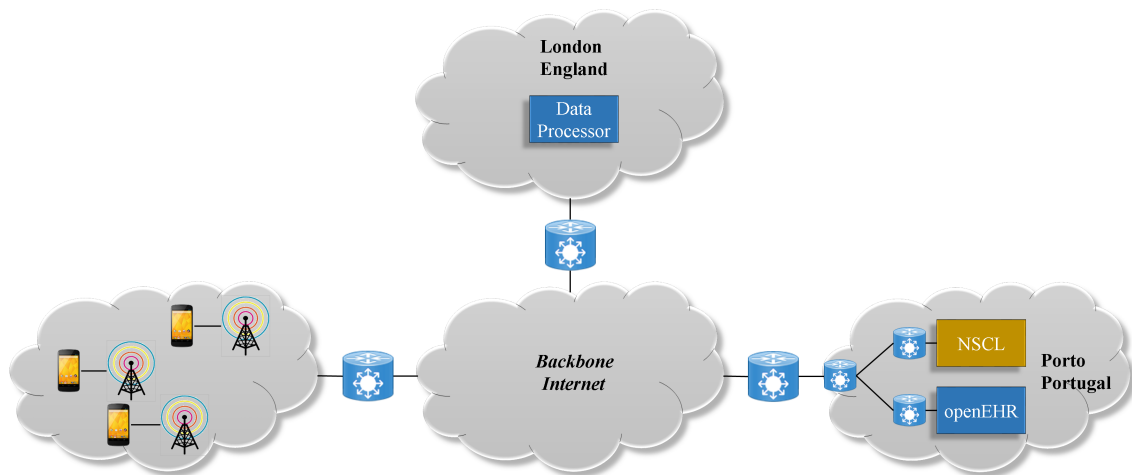 London
England
Data
Processor
Backbone
Internet
NSCL
Porto
Portugal
openEHR